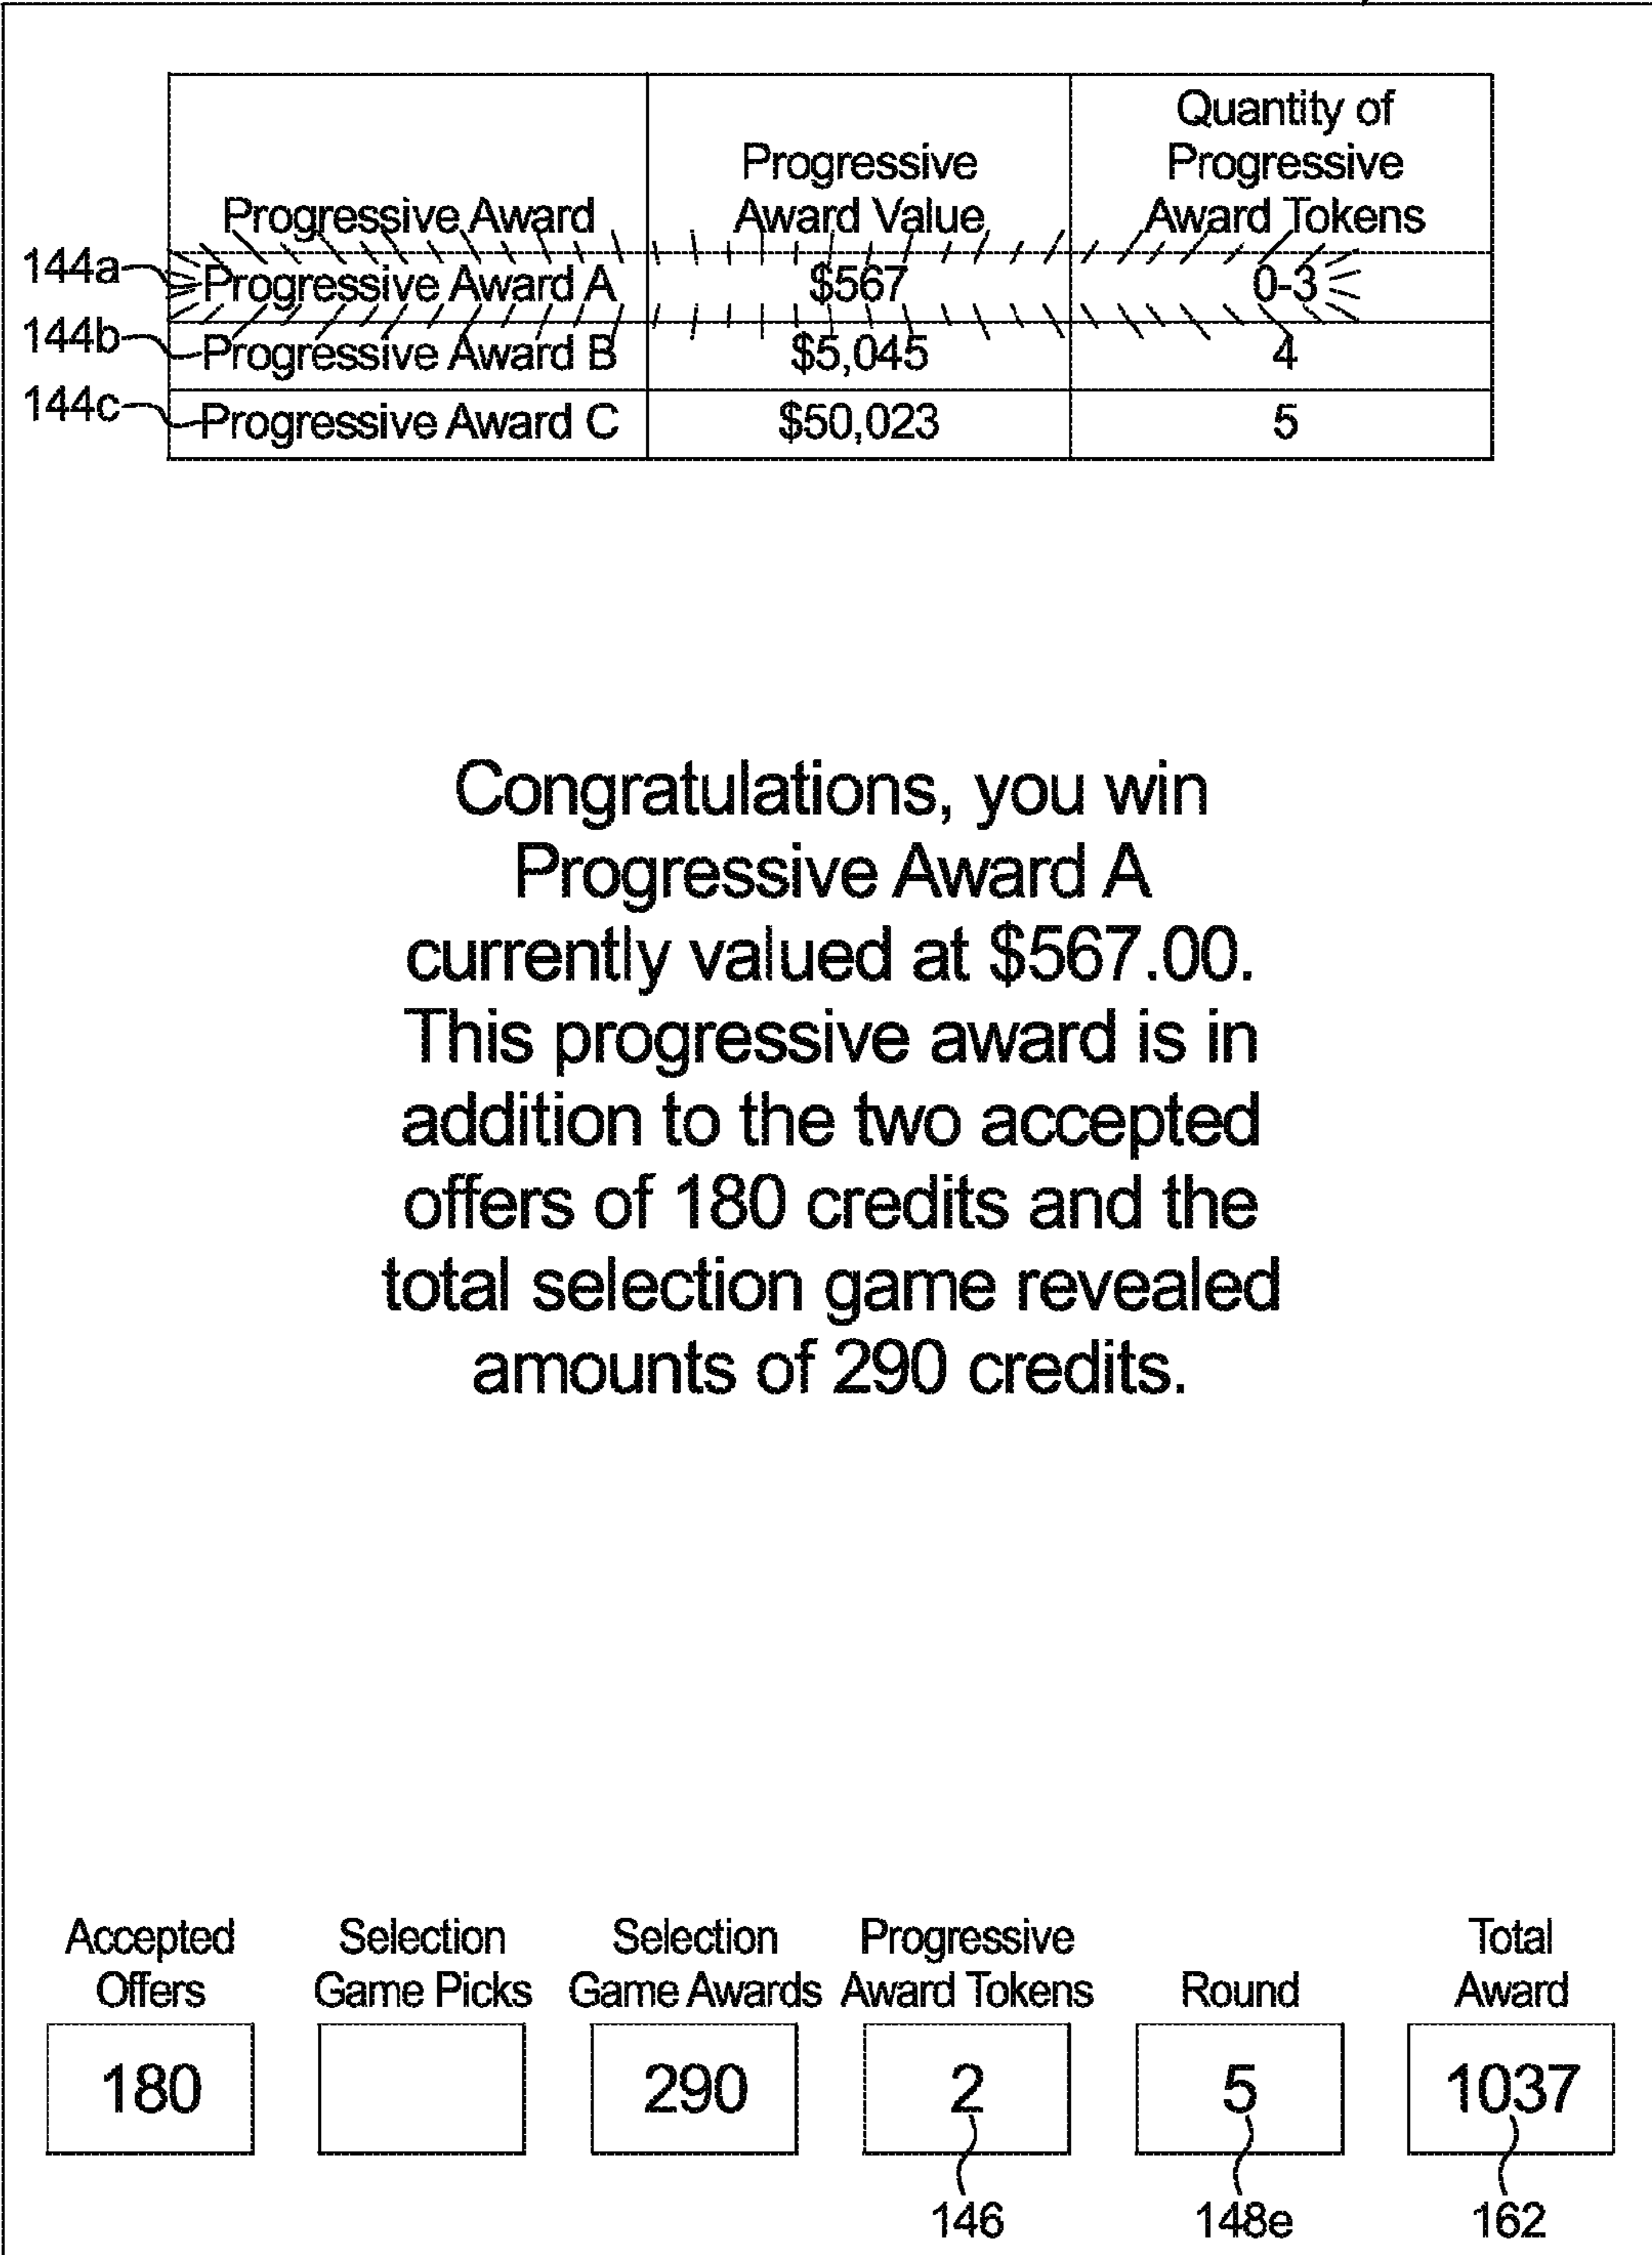 Progressive Award
Progressive
Award Value
Quantity of
Progressive
Award Tokens
144a
Progressive Award A $567 0-3
144b
Progressive Award B $5,045 4
144c
Progressive Award C $50,023 5
Congratulations, you win
Progressive Award A
currently valued at $567.00.
This progressive award is in
addition to the two accepted
offers of 180 credits and the
total selection game revealed
amounts of 290 credits.
Accepted
Offers
Selection
Game Picks
Selection
Game Awards
Progressive
Award Tokens
Round
Total
Award
180 290 2 5 1037
146 148e 162